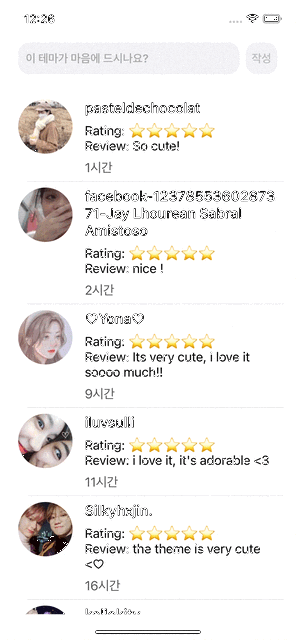 12:26
이 테마가 마음에 드시나요?
작성
pasteldechocolat
Rating: ⭐⭐⭐⭐⭐
Review: So cute!
1시간
facebook-12378553602873
71-Jay Lhourean Sabral
Amistoso
Rating: ⭐⭐⭐⭐⭐
Review: nice !
2시간
♡Yona♡
Rating: ⭐⭐⭐⭐⭐
Review: Its very cute, i love it
soooo much!!
9시간
iluvsulli
Rating: ⭐⭐⭐⭐⭐
Review: i love it, it's adorable <3
11시간
Silkyhajin.
Rating: ⭐⭐⭐⭐⭐
Review: the theme is very cute
<♡
16시간